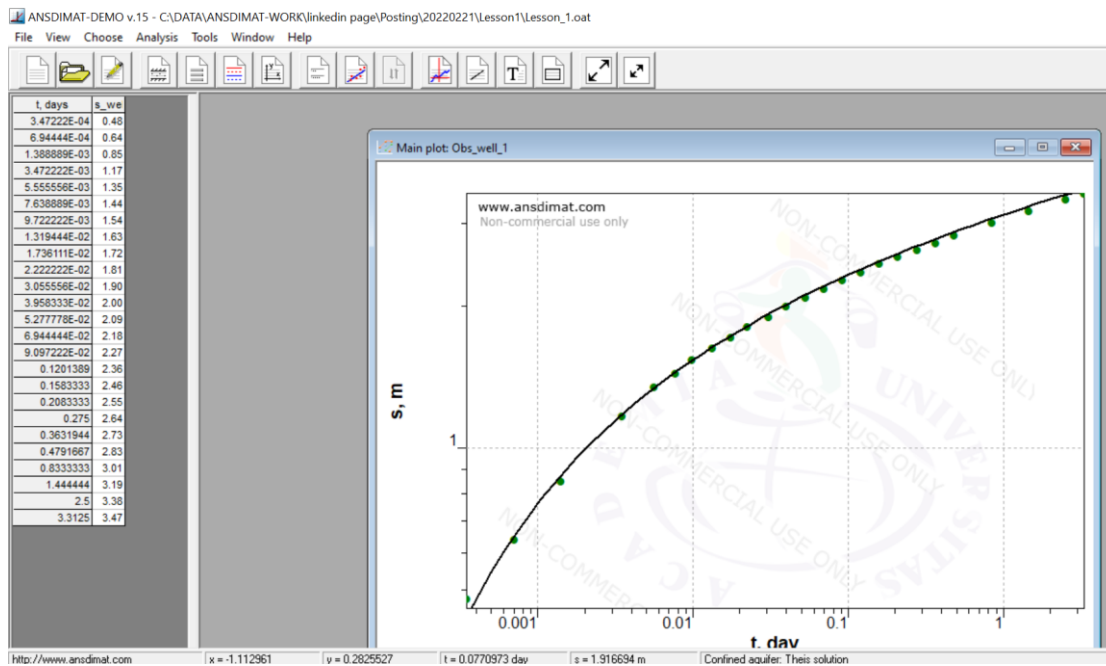 ANSDIMAT-DEMO v.15 - C:\DATA\ANSDIMAT-WORK\linkedin page\Posting\20220221\Lesson1\Lesson_1.oat
File View Choose Analysis Tools Window Help
t, days s_we
3.47222E-04 0.48
6.94444E-04 0.64
1.388889E-03 0.85
3.472222E-03 1.17
5.555556E-03 1.35
7.638889E-03 1.44
9.722222E-03 1.54
1.319444E-02 1.63
1.736111E-02 1.72
2.222222E-02 1.81
3.055556E-02 1.90
3.958333E-02 2.00
5.277778E-02 2.09
6.944444E-02 2.18
9.097222E-02 2.27
0.1201389 2.36
0.1583333 2.46
0.2083333 2.55
0.275 2.64
0.3631944 2.73
0.4791667 2.83
0.8333333 3.01
1.444444 3.19
2.5 3.38
3.3125 3.47
Main plot: Obs_well_1
www.ansdimat.com
Non-commercial use only
NON-COMMERCIAL USE ONLY
NON-COMMERCIAL USE ONLY
NON-COMMERCIAL USE ONLY
NON-COMMER
UNIVERSITAS
ACAD
ETRA
s, m
1
0.001 0.01 0.1 1
t, day
http://www.ansdimat.com x = -1.112961 y = 0.2825527 t = 0.0770973 day s = 1.916694 m Confined aquifer: Theis solution